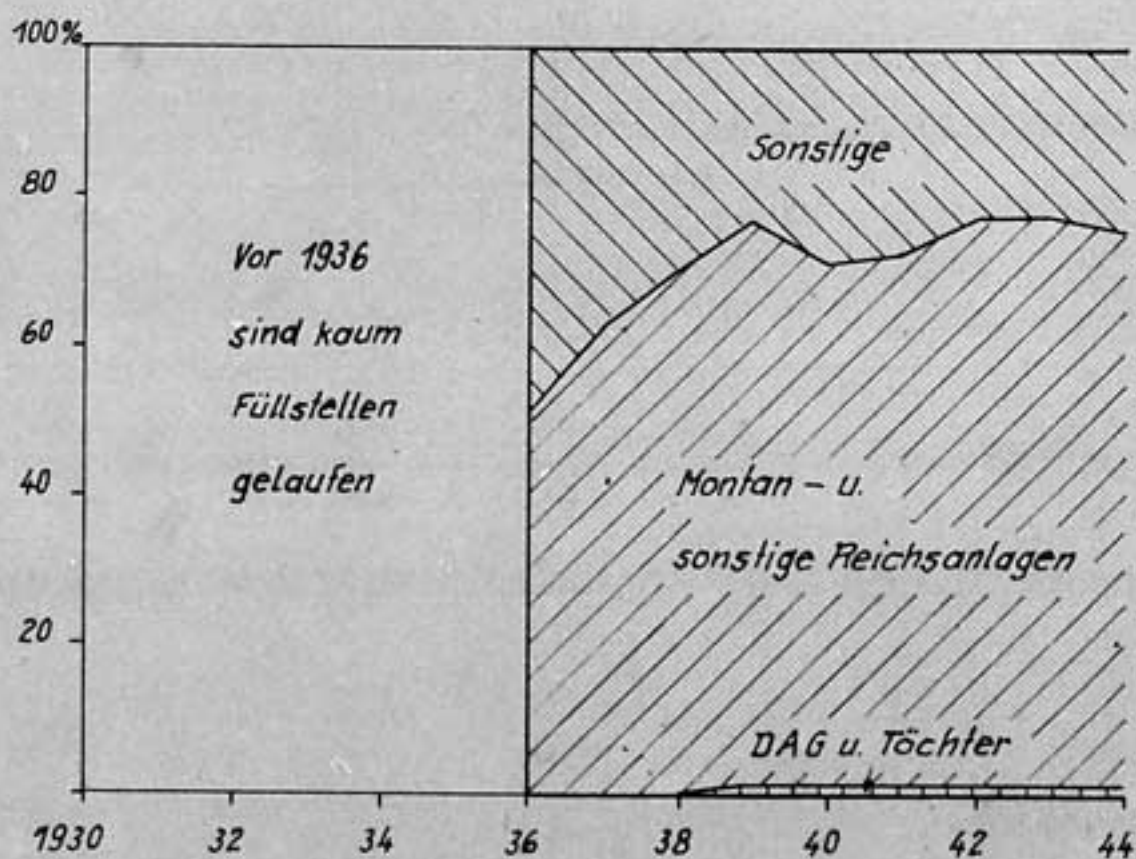 100%
80
60
40
20
Vor 1936
sind kaum
Füllstellen
gelaufen
Sonstige
Montan - u.
sonstige Reichsanlagen
DAG u. Töchter
1930 32 34 36 38 40 42 44